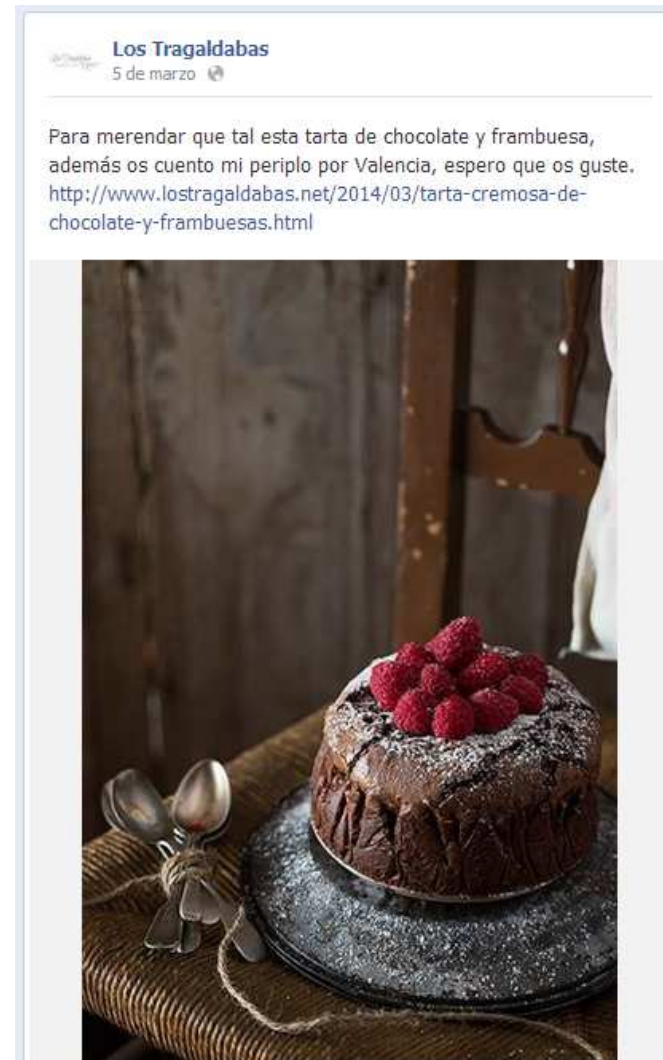 Los Tragaldabas
5 de marzo
Para merendar que tal esta tarta de chocolate y frambuesa,
además os cuento mi periplo por Valencia, espero que os guste.
http://www.lostragaldabas.net/2014/03/tarta-cremosa-de-
chocolate-y-frambuesas.html